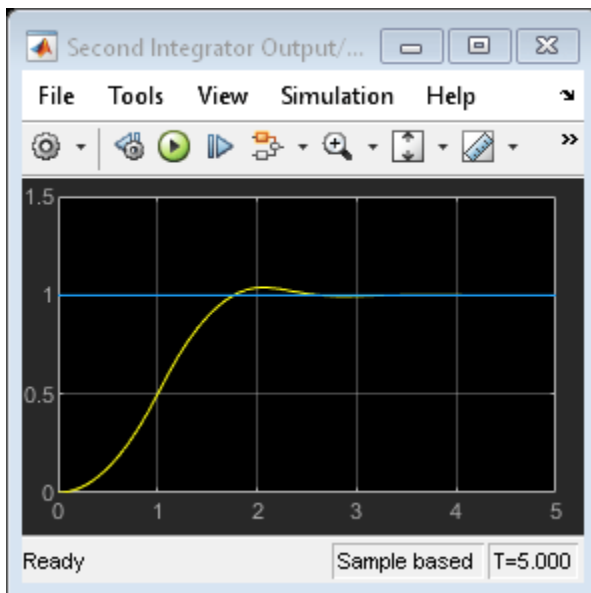 Second Integrator Output/...
File Tools View Simulation Help
1.5
1
0.5
0
0 1 2 3 4 5
Ready Sample based T=5.000